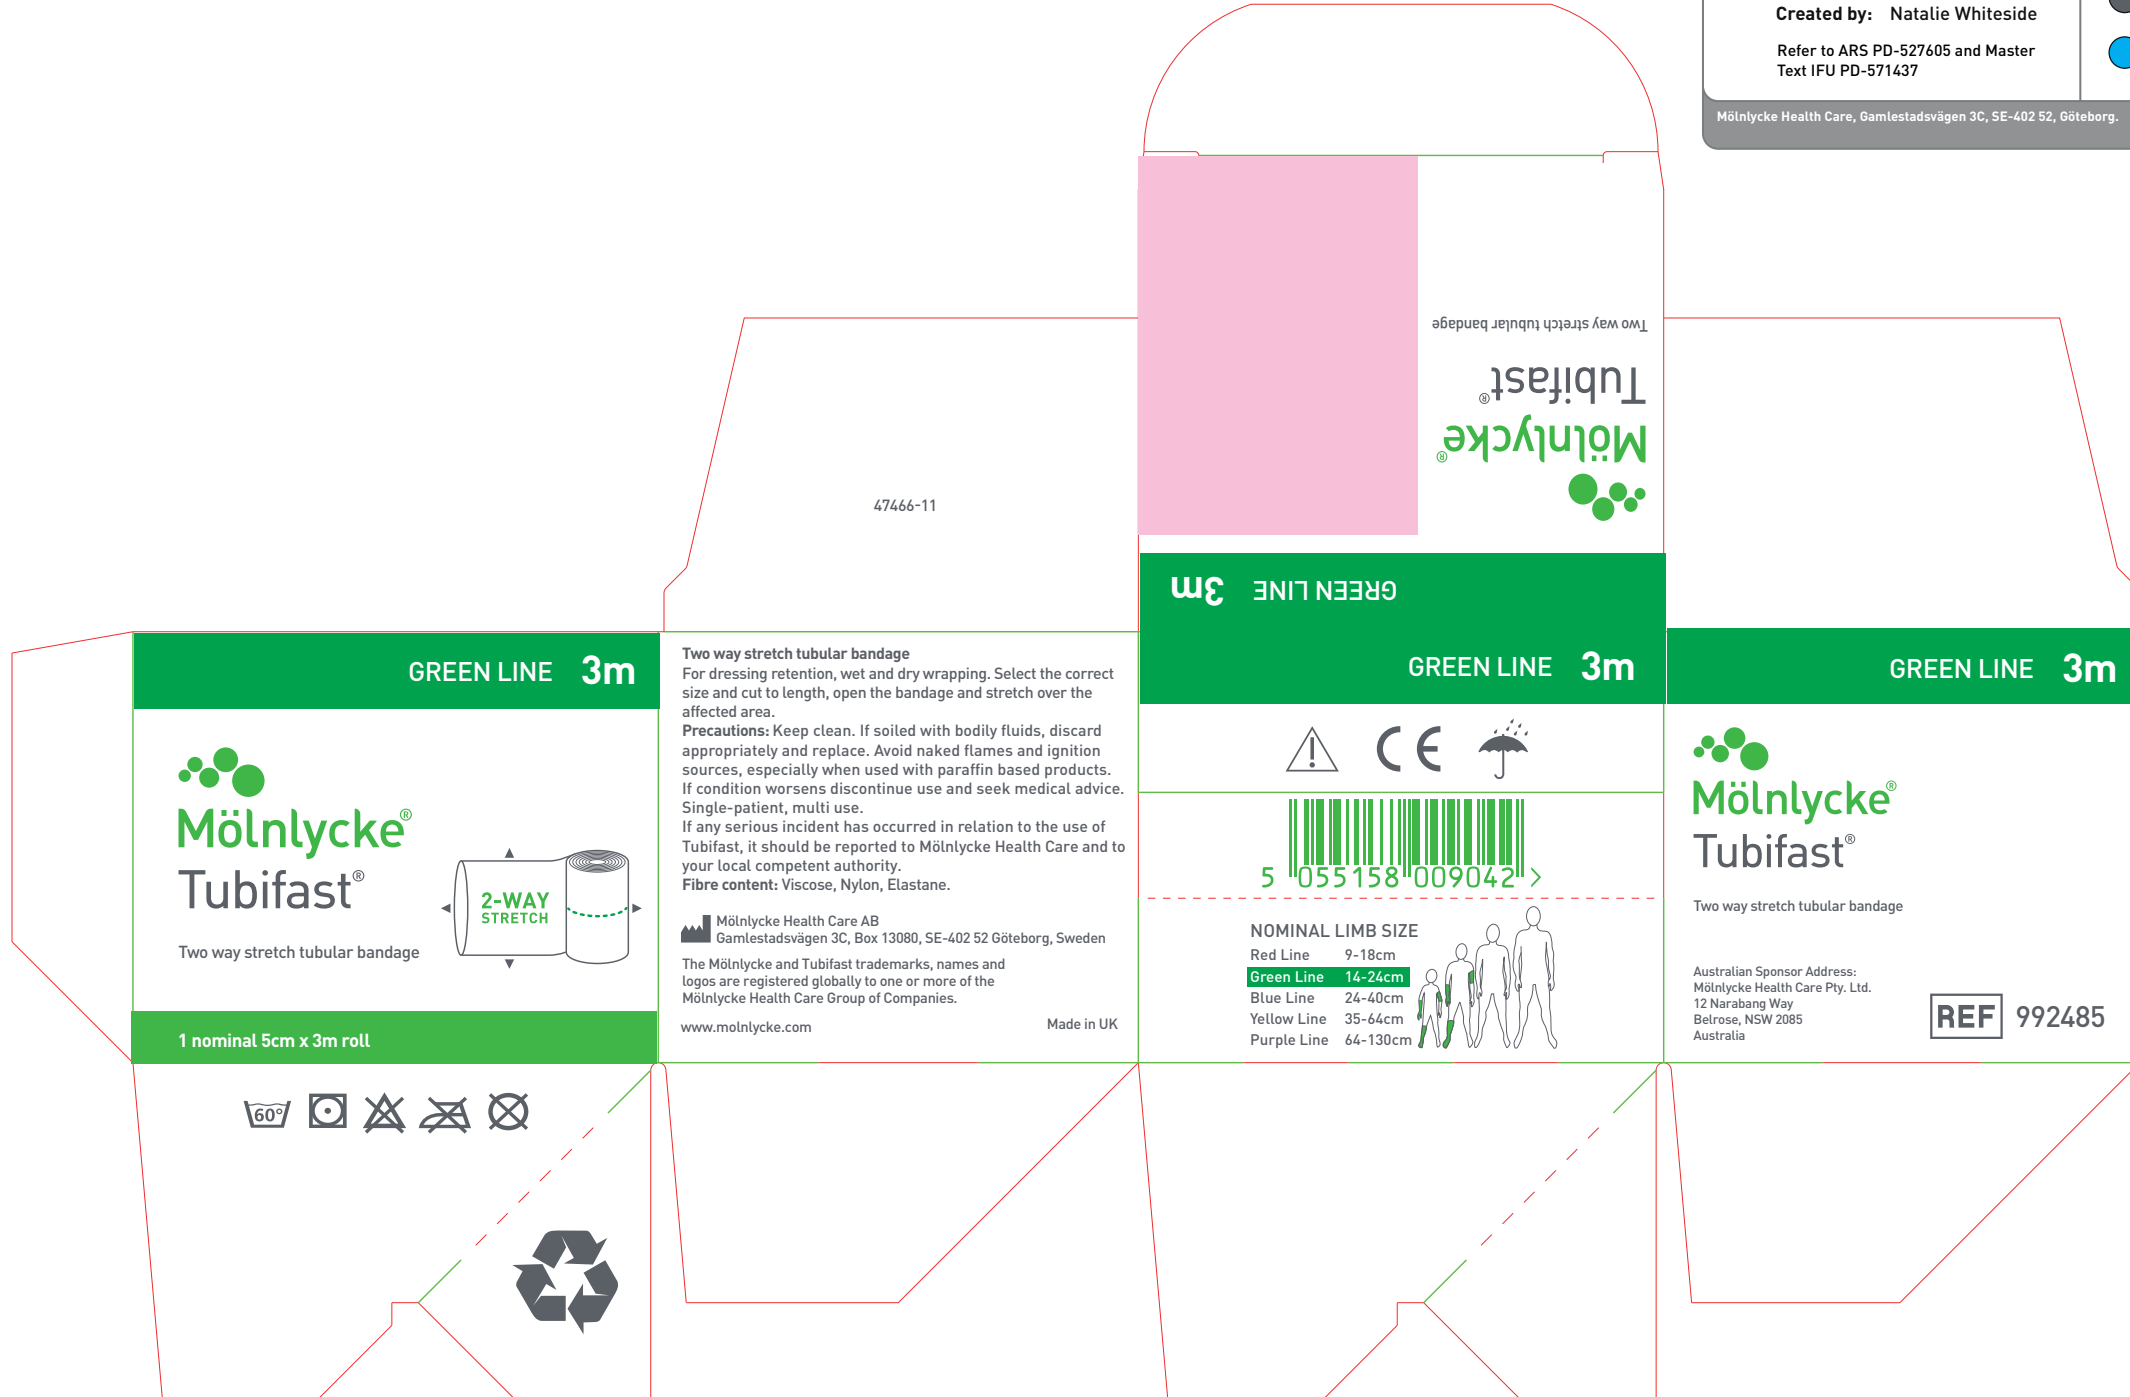 Created by: Natalie Whiteside
Refer to ARS PD-527605 and Master
Text IFU PD-571437
Mölnlycke Health Care, Gamlestadsvägen 3C, SE-402 52, Göteborg.
Two way stretch tubular bandage
Tubifast®
Mölnlycke®
GREEN LINE 3m
47466-11
GREEN LINE 3m
Mölnlycke®
Tubifast®
Two way stretch tubular bandage
2-WAY
STRETCH
1 nominal 5cm x 3m roll
60°
Two way stretch tubular bandage
For dressing retention, wet and dry wrapping. Select the correct
size and cut to length, open the bandage and stretch over the
affected area.
Precautions: Keep clean. If soiled with bodily fluids, discard
appropriately and replace. Avoid naked flames and ignition
sources, especially when used with paraffin based products.
If condition worsens discontinue use and seek medical advice.
Single-patient, multi use.
If any serious incident has occurred in relation to the use of
Tubifast, it should be reported to Mölnlycke Health Care and to
your local competent authority.
Fibre content: Viscose, Nylon, Elastane.
Mölnlycke Health Care AB
Gamlestadsvägen 3C, Box 13080, SE-402 52 Göteborg, Sweden
The Mölnlycke and Tubifast trademarks, names and
logos are registered globally to one or more of the
Mölnlycke Health Care Group of Companies.
www.molnlycke.com
Made in UK
GREEN LINE 3m
CE
5 055158 009042 >
NOMINAL LIMB SIZE
Red Line 9-18cm
Green Line 14-24cm
Blue Line 24-40cm
Yellow Line 35-64cm
Purple Line 64-130cm
GREEN LINE 3m
Mölnlycke®
Tubifast®
Two way stretch tubular bandage
Australian Sponsor Address:
Mölnlycke Health Care Pty. Ltd.
12 Narabang Way
Belrose, NSW 2085
Australia
REF 992485